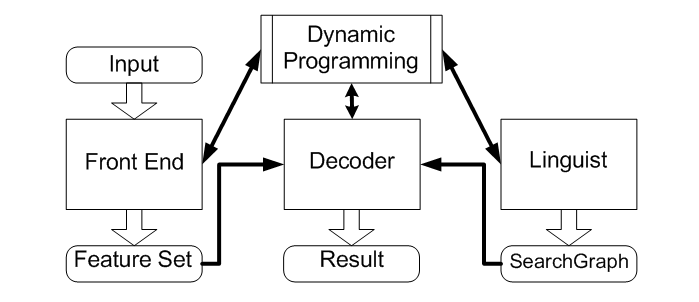 Dynamic
Programming
Input
Front End
Decoder
Linguist
Feature Set
Result
SearchGraph